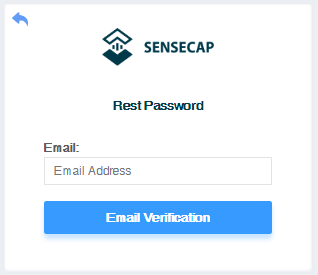 SENSECAP
Rest Password
Email:
Email Address
Email Verification